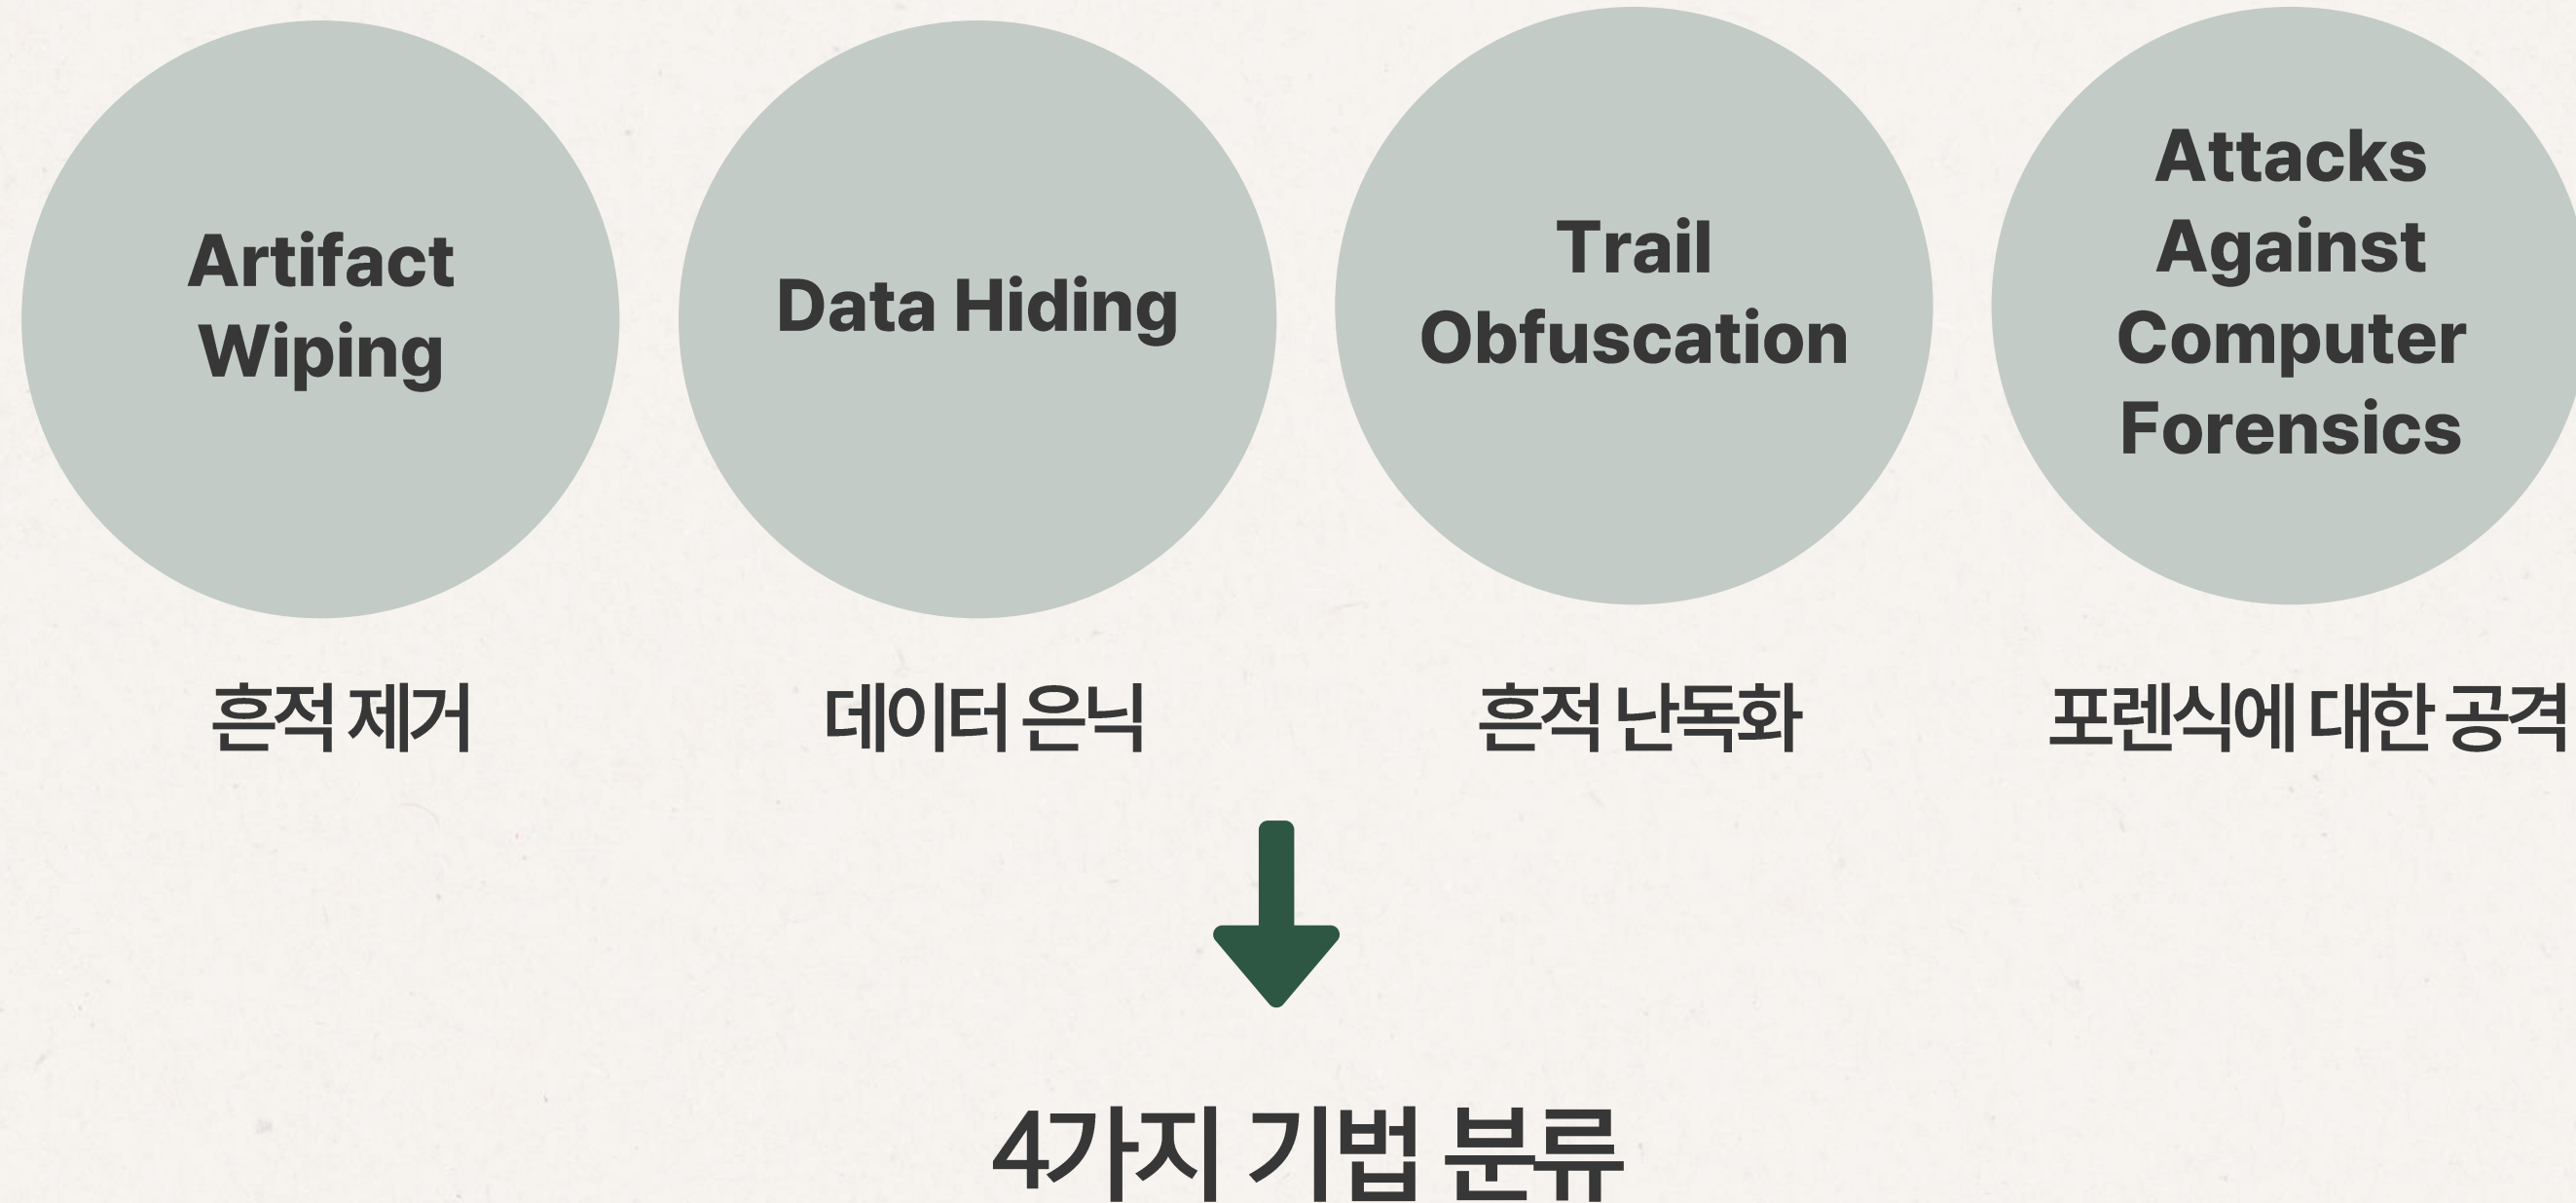 Artifact
Wiping
Data Hiding
Trail
Obfuscation
Attacks
Against
Computer
Forensics
흔적 제거
데이터 은닉
흔적 난독화
포렌식에 대한 공격
4가지 기법 분류